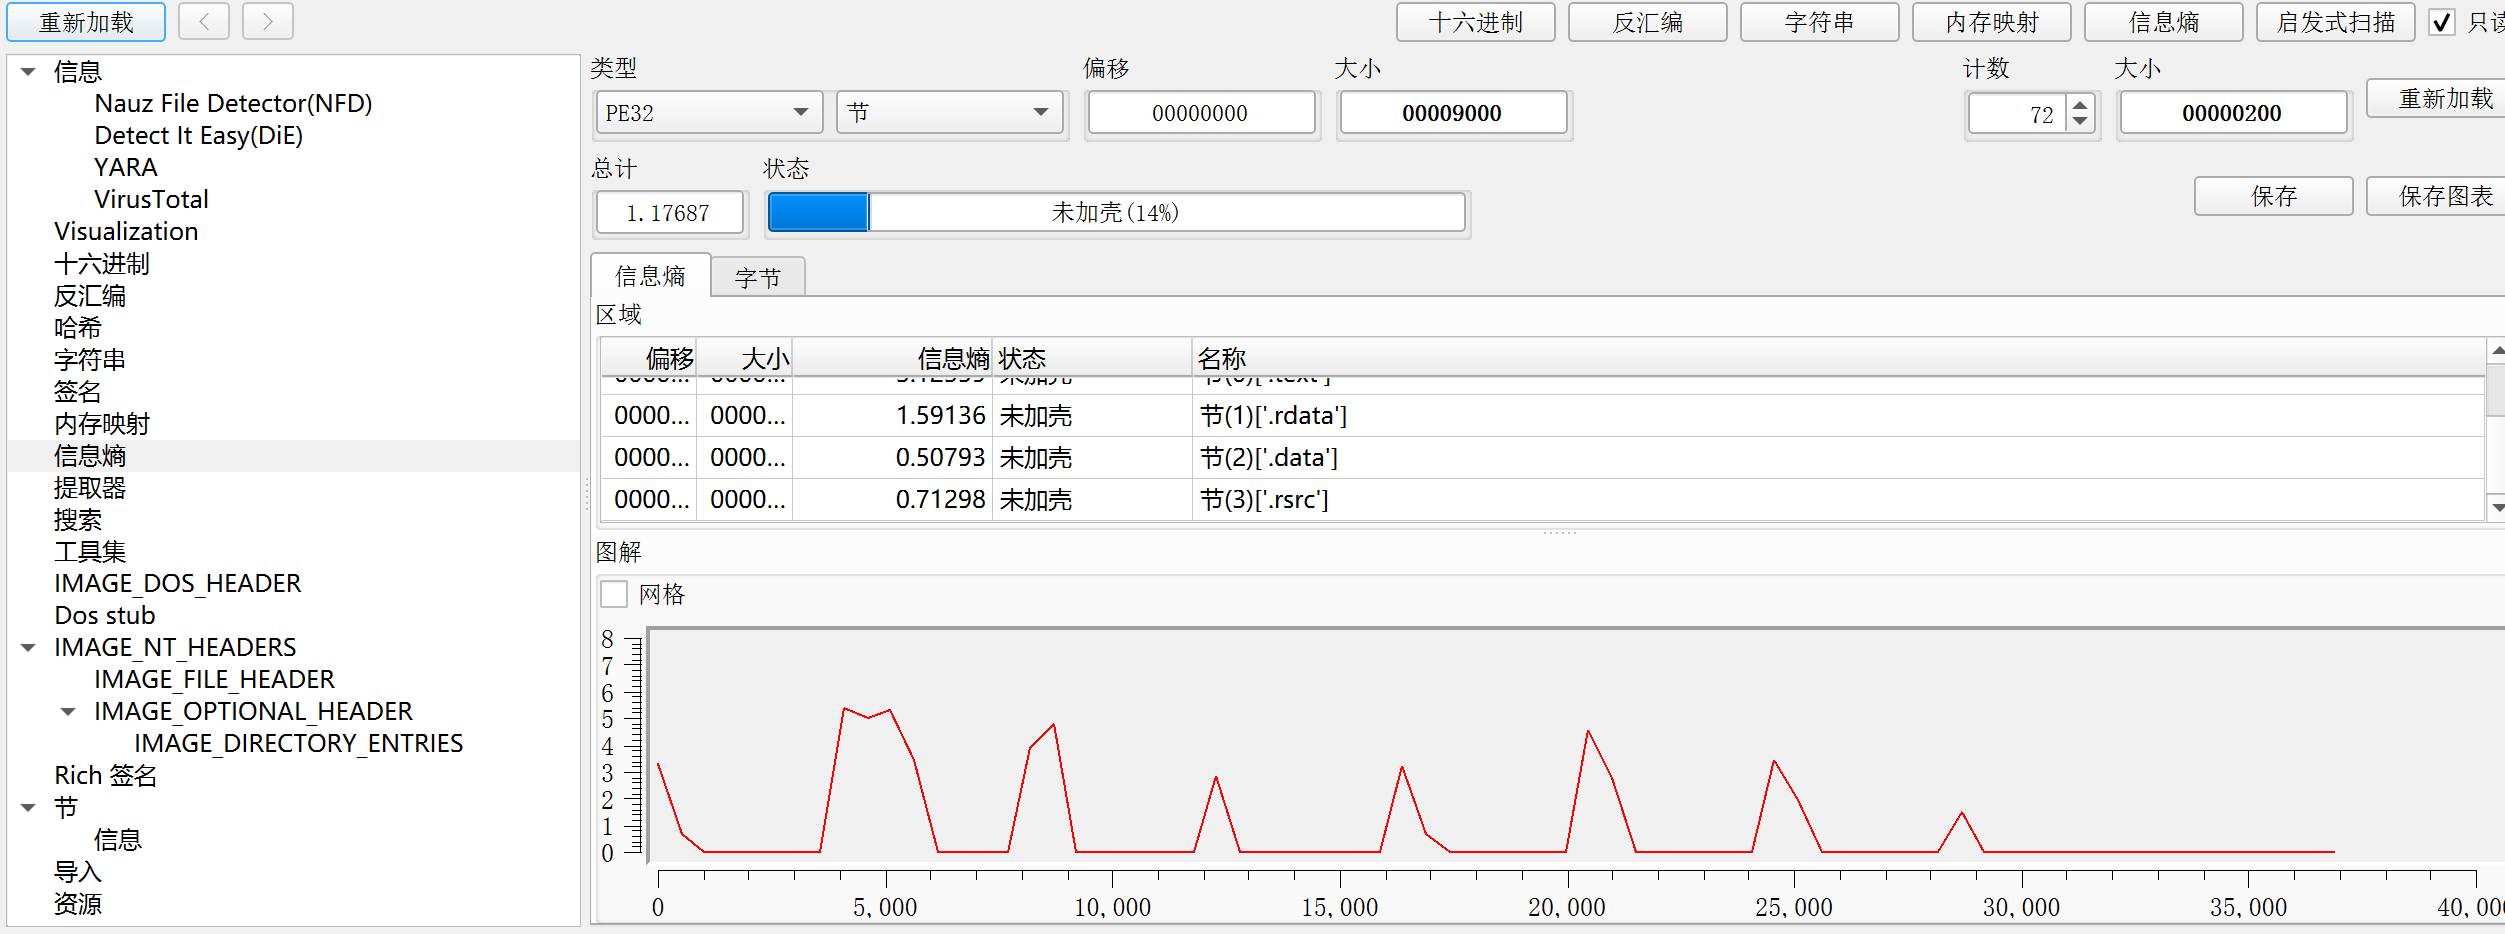 重新加载
十六进制 反汇编 字符串 内存映射 信息熵 启发式扫描
信息
Nauz File Detector(NFD)
Detect It Easy(DiE)
YARA
VirusTotal
Visualization
十六进制
反汇编
哈希
字符串
签名
内存映射
信息熵
提取器
搜索
工具集
IMAGE_DOS_HEADER
Dos stub
IMAGE_NT_HEADERS
IMAGE_FILE_HEADER
IMAGE_OPTIONAL_HEADER
IMAGE_DIRECTORY_ENTRIES
Rich 签名
节
信息
导入
资源
类型 偏移 大小 计数 大小
PE32 节 00000000 00009000 72 00000200 重新加载
总计 状态
1.17687 未加壳(14%) 保存 保存图表
信息熵 字节
区域
偏移 大小 信息熵 状态 名称
0000... 0000... 1.59136 未加壳 节(1)['.rdata']
0000... 0000... 0.50793 未加壳 节(2)['.data']
0000... 0000... 0.71298 未加壳 节(3)['.rsrc']
图解
网格
8
7
6
5
4
3
2
1
0
0 5,000 10,000 15,000 20,000 25,000 30,000 35,000